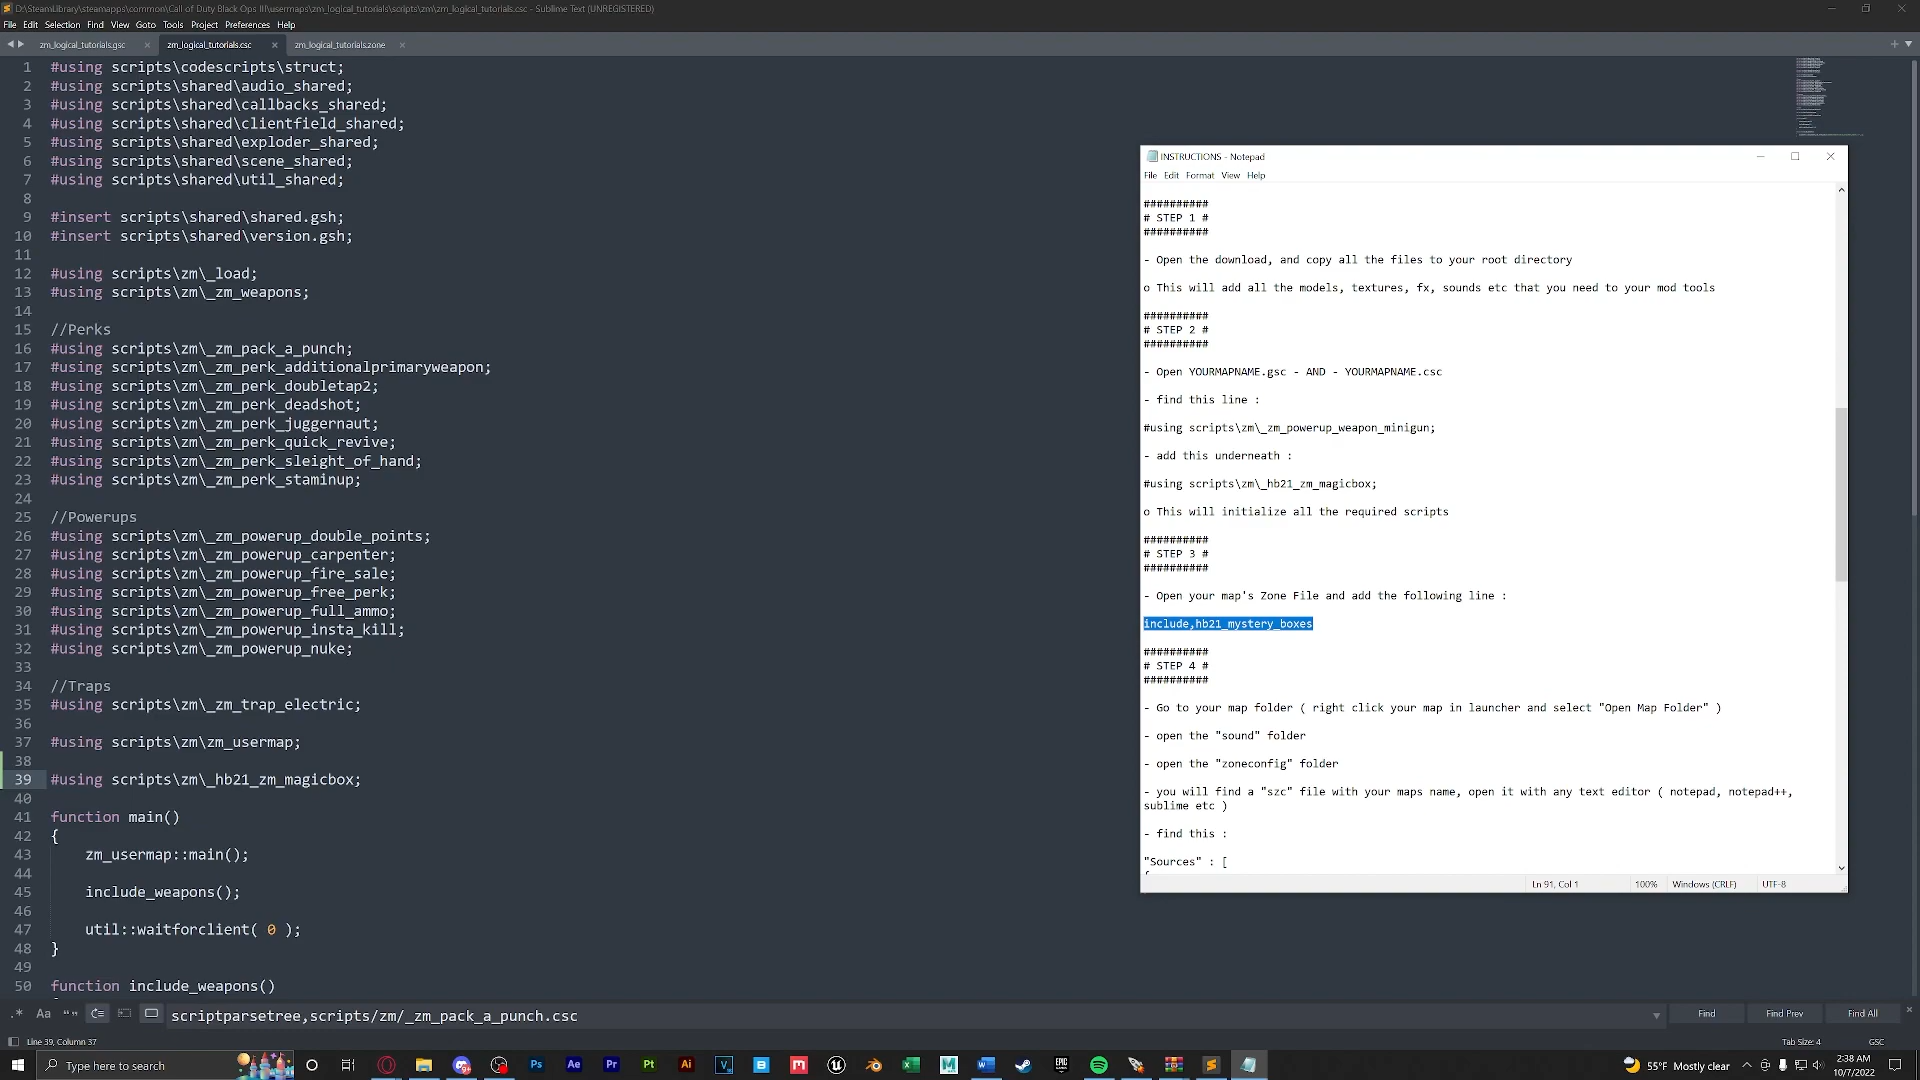 D:\SteamLibrary\steamapps\common\Call of Duty Black Ops III\usermaps\zm_logical_tutorials\scripts\zm\zm_logical_tutorials.csc - Sublime Text (UNREGISTERED)
File Edit Selection Find View Goto Tools Project Preferences Help
zm_logical_tutorials.gsc × zm_logical_tutorials.csc × zm_logical_tutorials.zone ×
1 #using scripts\codescripts\struct;
2 #using scripts\shared\audio_shared;
3 #using scripts\shared\callbacks_shared;
4 #using scripts\shared\clientfield_shared;
5 #using scripts\shared\exploder_shared;
6 #using scripts\shared\scene_shared;
7 #using scripts\shared\util_shared;
8
9 #insert scripts\shared\shared.gsh;
10 #insert scripts\shared\version.gsh;
11
12 #using scripts\zm\_load;
13 #using scripts\zm\_zm_weapons;
14
15 //Perks
16 #using scripts\zm\_zm_pack_a_punch;
17 #using scripts\zm\_zm_perk_additionalprimaryweapon;
18 #using scripts\zm\_zm_perk_doubletap2;
19 #using scripts\zm\_zm_perk_deadshot;
20 #using scripts\zm\_zm_perk_juggernaut;
21 #using scripts\zm\_zm_perk_quick_revive;
22 #using scripts\zm\_zm_perk_sleight_of_hand;
23 #using scripts\zm\_zm_perk_staminup;
24
25 //Powerups
26 #using scripts\zm\_zm_powerup_double_points;
27 #using scripts\zm\_zm_powerup_carpenter;
28 #using scripts\zm\_zm_powerup_fire_sale;
29 #using scripts\zm\_zm_powerup_free_perk;
30 #using scripts\zm\_zm_powerup_full_ammo;
31 #using scripts\zm\_zm_powerup_insta_kill;
32 #using scripts\zm\_zm_powerup_nuke;
33
34 //Traps
35 #using scripts\zm\_zm_trap_electric;
36
37 #using scripts\zm\zm_usermap;
38
39 #using scripts\zm\_hb21_zm_magicbox;
40
41 function main()
42 {
43 zm_usermap::main();
44
45 include_weapons();
46
47 util::waitforclient( 0 );
48 }
49
50 function include_weapons()
INSTRUCTIONS - Notepad
File Edit Format View Help
##########
# STEP 1 #
##########
- Open the download, and copy all the files to your root directory
o This will add all the models, textures, fx, sounds etc that you need to your mod tools
##########
# STEP 2 #
##########
- Open YOURMAPNAME.gsc - AND - YOURMAPNAME.csc
- find this line :
#using scripts\zm\_zm_powerup_weapon_minigun;
- add this underneath :
#using scripts\zm\_hb21_zm_magicbox;
o This will initialize all the required scripts
##########
# STEP 3 #
##########
- Open your map's Zone File and add the following line :
include,hb21_mystery_boxes
##########
# STEP 4 #
##########
- Go to your map folder ( right click your map in launcher and select "Open Map Folder" )
- open the "sound" folder
- open the "zoneconfig" folder
- you will find a "szc" file with your maps name, open it with any text editor ( notepad, notepad++,
sublime etc )
- find this :
"Sources" : [
Ln 91, Col 1 100% Windows (CRLF) UTF-8
.* Aa “” scriptparsetree,scripts/zm/_zm_pack_a_punch.csc Find Find Prev Find All
Line 39, Column 37 Tab Size: 4 GSC
Type here to search
Ps Ae Pr Pt Ai V B M X M W EPIC GAMES S
55°F Mostly clear
2:38 AM
10/7/2022